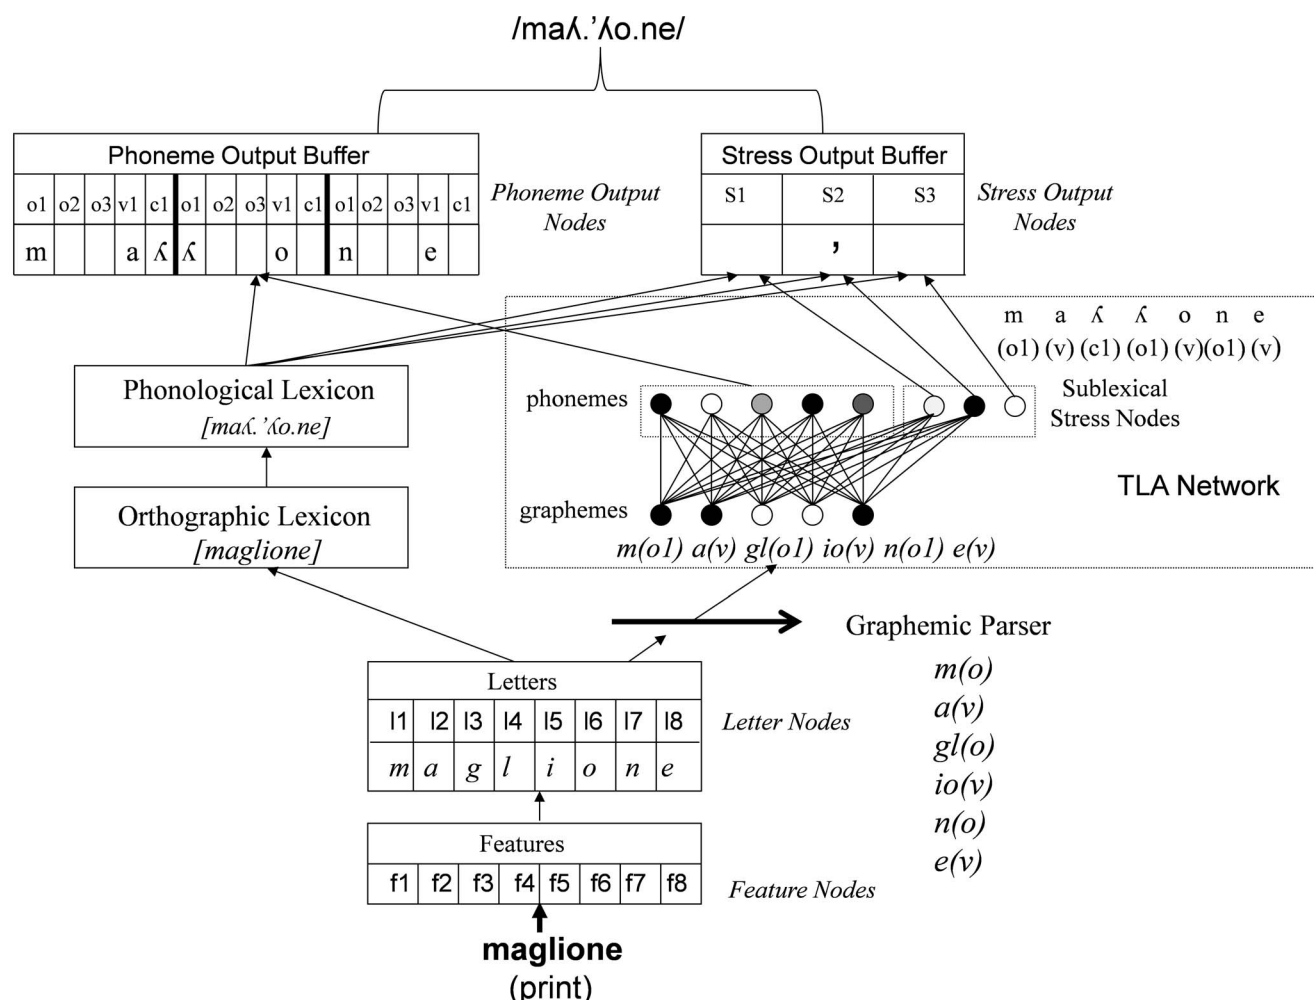 /maʎ.’ʎo.ne/
Phoneme Output Buffer
o1 o2 o3 v1 c1 o1 o2 o3 v1 c1 o1 o2 o3 v1 c1
m a ʎ ʎ o n e
Phoneme Output
Nodes
Stress Output Buffer
S1 S2 S3
’
Stress Output
Nodes
m a ʎ ʎ o n e
(o1) (v) (c1) (o1) (v)(o1) (v)
Phonological Lexicon
[maʎ.’ʎo.ne]
phonemes
Sublexical
Stress Nodes
TLA Network
Orthographic Lexicon
[maglione]
graphemes
m(o1) a(v) gl(o1) io(v) n(o1) e(v)
Graphemic Parser
m(o)
a(v)
gl(o)
io(v)
n(o)
e(v)
Letters
l1 l2 l3 l4 l5 l6 l7 l8
m a g l i o n e
Letter Nodes
Features
f1 f2 f3 f4 f5 f6 f7 f8
Feature Nodes
maglione
(print)